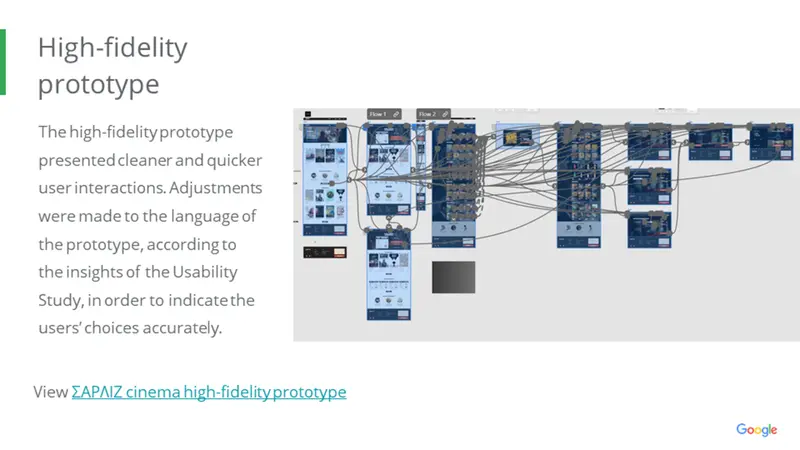 High-fidelity
prototype
The high-fidelity prototype
presented cleaner and quicker
user interactions. Adjustments
were made to the language of
the prototype, according to
the insights of the Usability
Study, in order to indicate the
users’ choices accurately.
Flow 1
Flow 2
View ΣΑΡΛΙΖ cinema high-fidelity prototype
Google